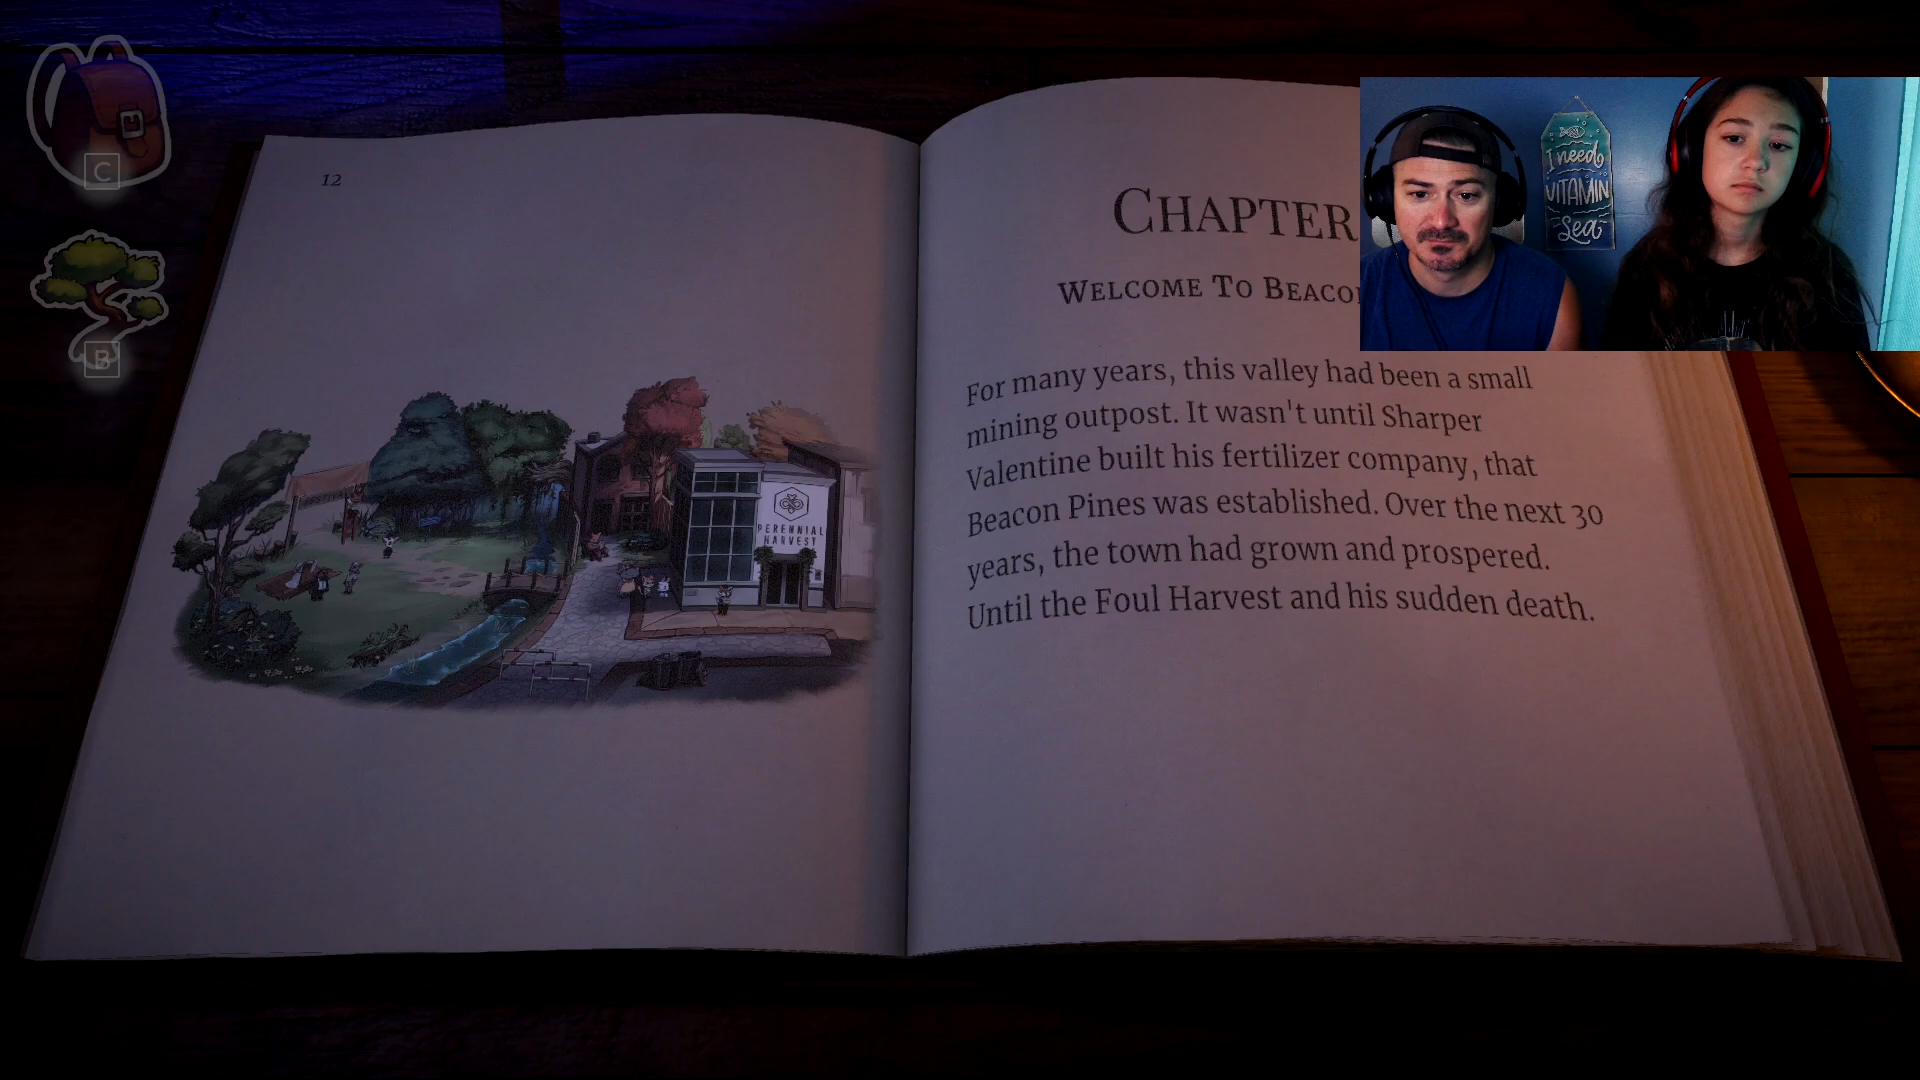 12
CHAPTER
WELCOME TO BEACO
For many years, this valley had been a small
mining outpost. It wasn't until Sharper
Valentine built his fertilizer company, that
Beacon Pines was established. Over the next 30
years, the town had grown and prospered.
Until the Foul Harvest and his sudden death.
PERENNIAL
HARVEST
C
B
I need
VITAMIN
Sea